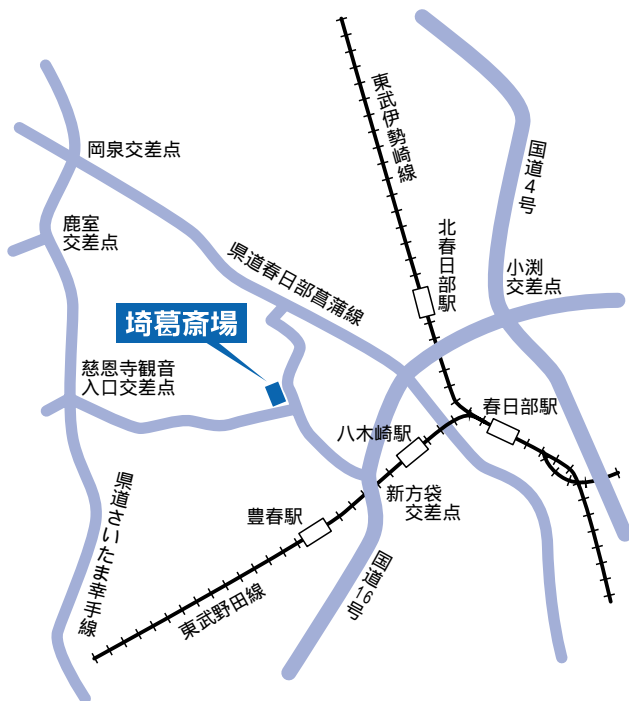 東武伊勢崎線
国道4号
岡泉交差点
鹿室
交差点
北春日部駅
小渕
交差点
県道春日部菖蒲線
埼葛斎場
慈恩寺観音
入口交差点
春日部駅
八木崎駅
新方袋
交差点
豊春駅
県道さいたま幸手線
東武野田線
国道16号